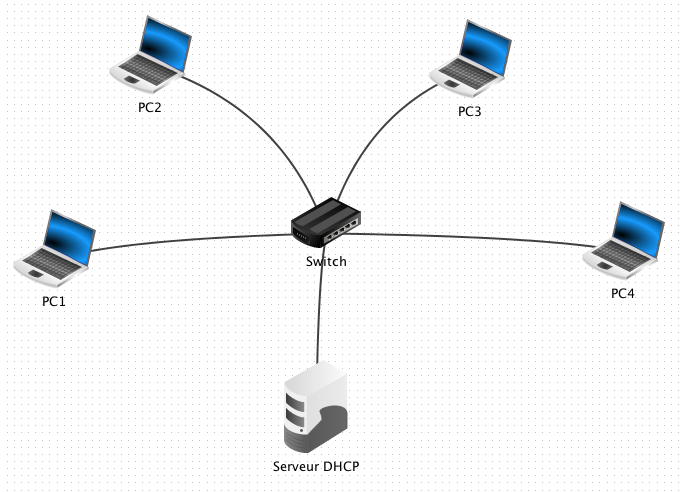 PC2
PC3
Switch
PC1
PC4
Serveur DHCP